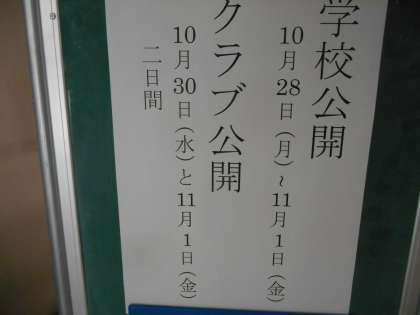 学校公開
10月28日(月)~11月1日(金)
クラブ公開
10月30日(水)と11月1日(金)
二日間